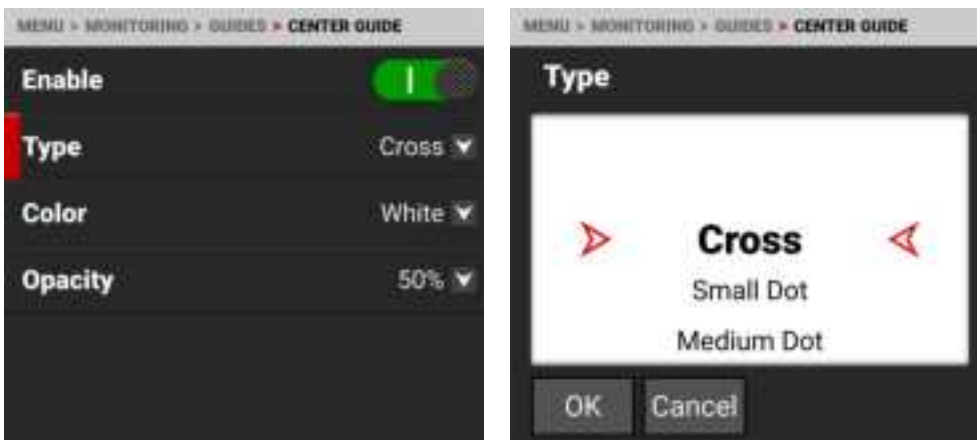 MENU > MONITORING > GUIDES > CENTER GUIDE
Enable
Type Cross
Color White
Opacity 50%
MENU > MONITORING > GUIDES > CENTER GUIDE
Type
Cross
Small Dot
Medium Dot
OK Cancel